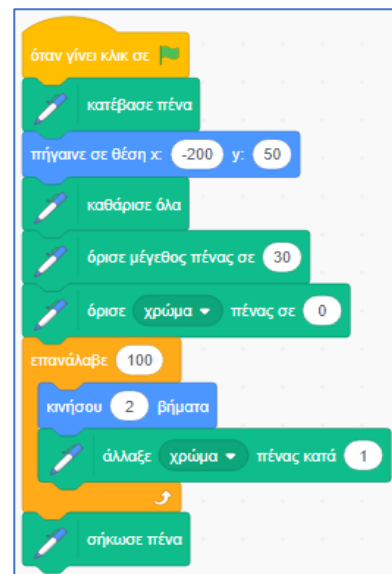 όταν γίνει κλικ σε
κατέβασε πένα
πήγαινε σε θέση x: -200 y: 50
καθάρισε όλα
όρισε μέγεθος πένας σε 30
όρισε χρώμα πένας σε 0
επανάλαβε 100
κινήσου 2 βήματα
άλλαξε χρώμα πένας κατά 1
σήκωσε πένα